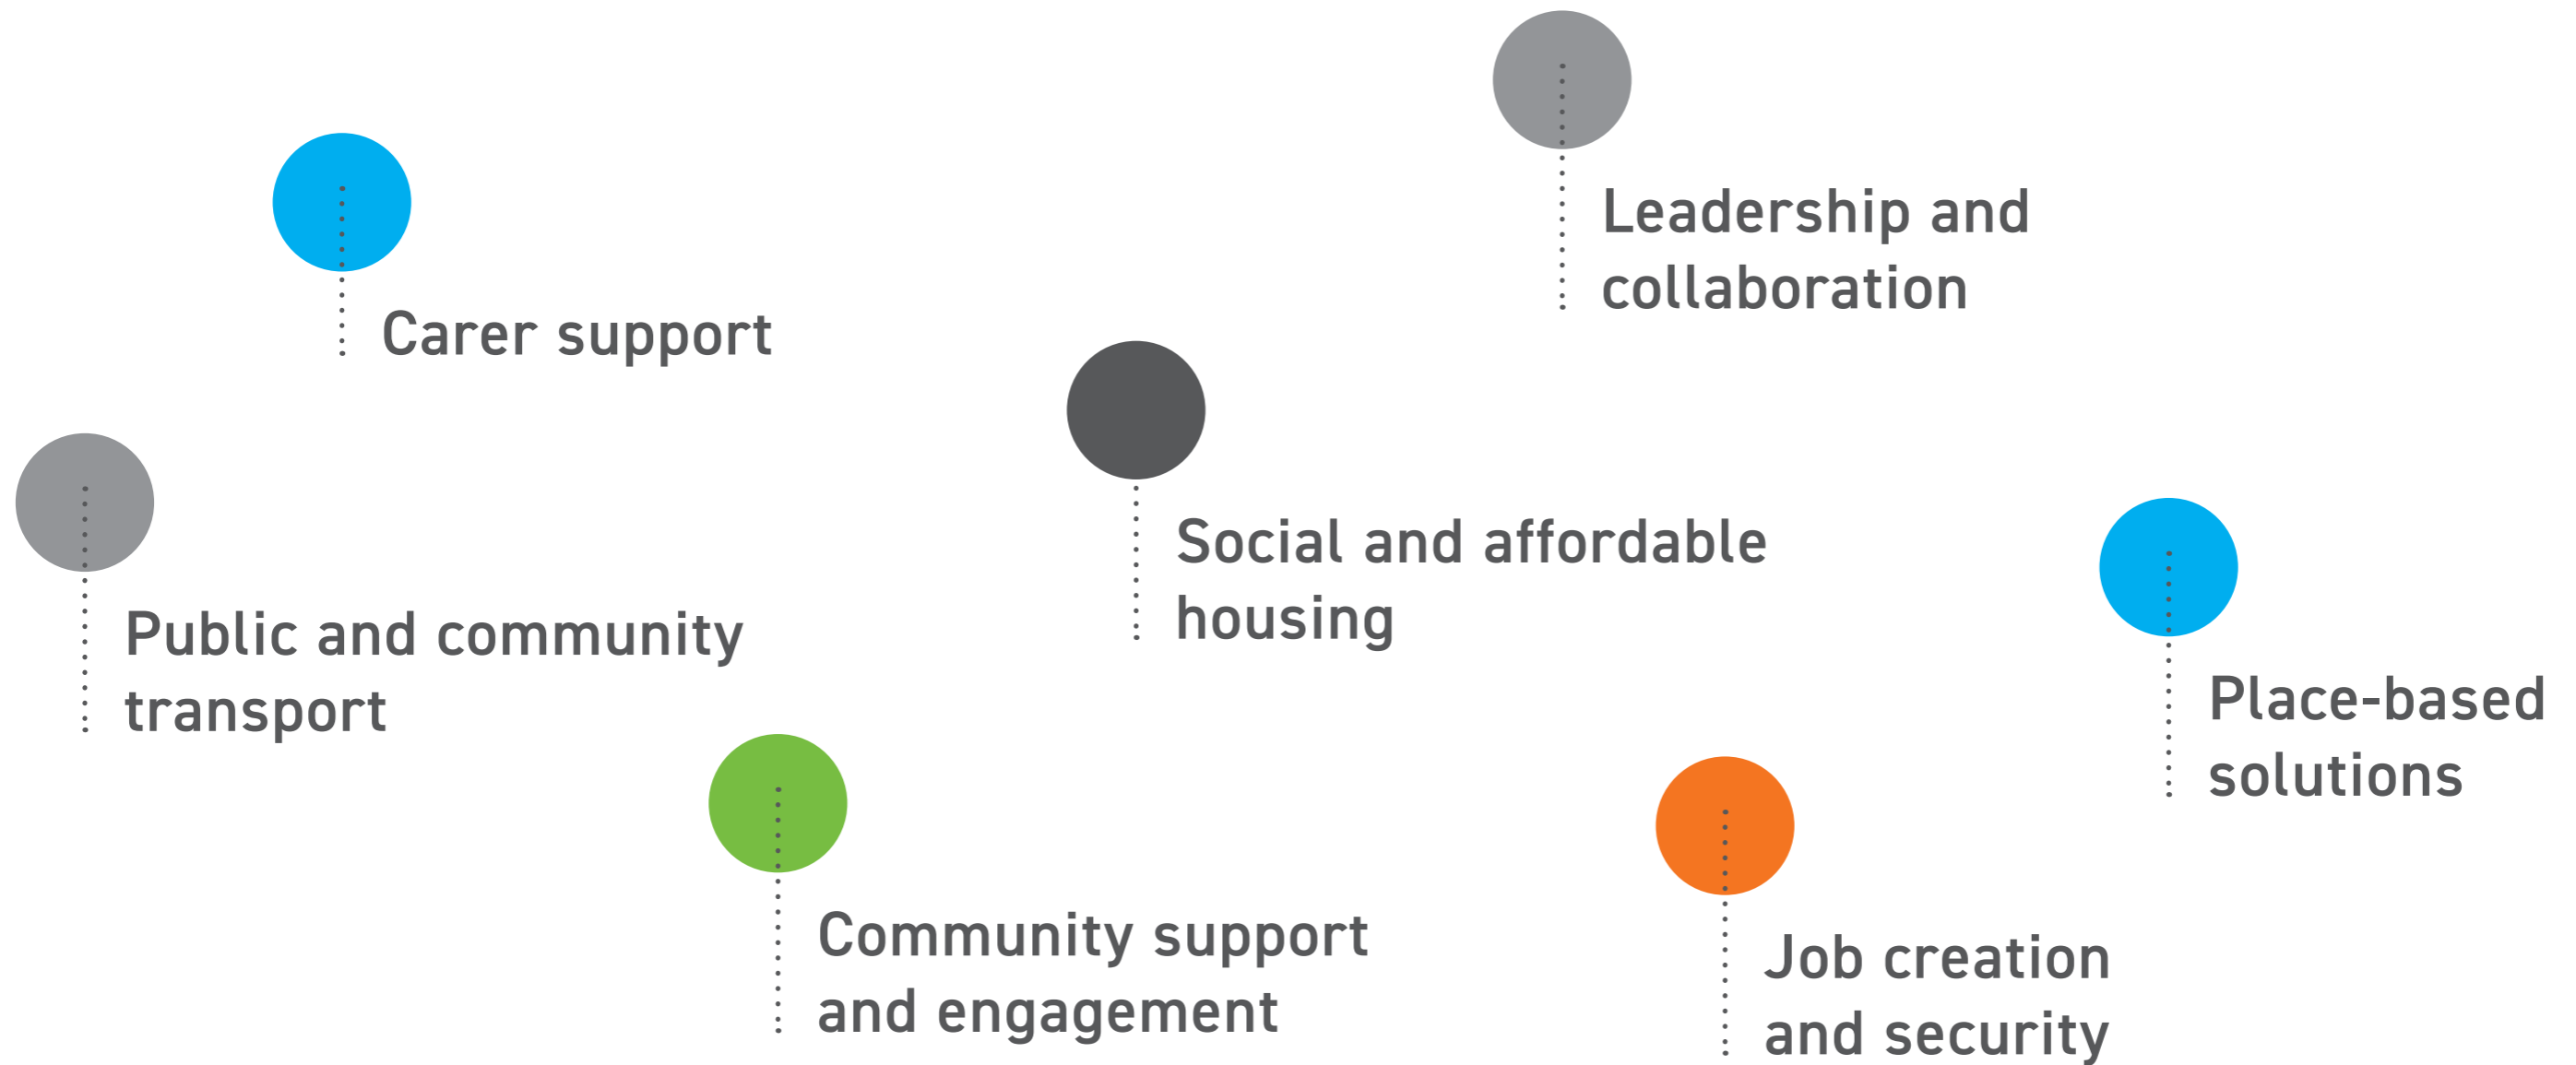 Leadership and
collaboration
Carer support
Social and affordable
housing
Public and community
transport
Place-based
solutions
Community support
and engagement
Job creation
and security